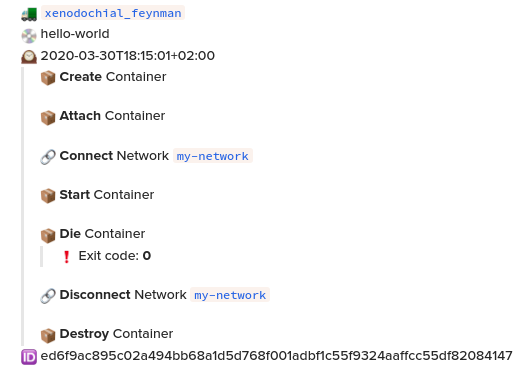 xenodochial_feynman
hello-world
2020-03-30T18:15:01+02:00
Create Container
Attach Container
Connect Network my-network
Start Container
Die Container
Exit code: 0
Disconnect Network my-network
Destroy Container
ed6f9ac895c02a494bb68a1d5d768f001adbf1c55f9324aaffcc55df82084147